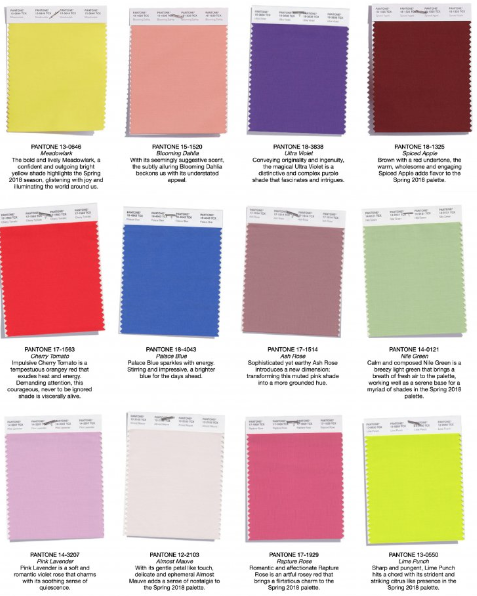 PANTONE 13-0646
Meadowlark
The bold and lively Meadowlark, a
confident and outgoing bright
yellow shade highlights the Spring
2018 season, glistening with joy and
illuminating the world around us.
PANTONE 15-1520
Blooming Dahlia
With its seemingly suggestive scent,
the subtly alluring Blooming Dahlia
beckons us with its understated
appeal.
PANTONE 18-3838
Ultra Violet
Conveying originality and ingenuity,
the magical Ultra Violet is a
distinctive and complex purple
shade that fascinates and intrigues.
PANTONE 18-1325
Spiced Apple
Brown with a red undertone, the
warm, wholesome and engaging
Spiced Apple adds flavor to the
Spring 2018 palette.
PANTONE 17-1563
Cherry Tomato
Impulsive Cherry Tomato is a
tempestuous orangey red that
exudes heat and energy.
Demanding attention, this
courageous, never to be ignored
shade is viscerally alive.
PANTONE 18-4043
Palace Blue
Palace Blue sparkles with energy.
Stirring and impressive, a brighter
blue for the days ahead.
PANTONE 17-1514
Ash Rose
Sophisticated yet earthy Ash Rose
introduces a new dimension;
transforming this muted pink shade
into a more grounded hue.
PANTONE 14-0121
Nile Green
Calm and composed Nile Green is a
breezy light green that brings a
breath of fresh air to the palette,
working well as a serene base for a
myriad of shades in the Spring 2018
palette.
PANTONE 14-3207
Pink Lavender
Pink Lavender is a soft and
romantic violet rose that charms
with its soothing sense of
quiescence.
PANTONE 12-2103
Almost Mauve
With its gentle petal like touch,
delicate and ephemeral Almost
Mauve adds a sense of nostalgia to
the Spring 2018 palette.
PANTONE 17-1929
Rapture Rose
Romantic and affectionate Rapture
Rose is an artful rosey red that
brings a flirtatious charm to the
Spring 2018 palette.
PANTONE 13-0550
Lime Punch
Sharp and pungent, Lime Punch
hits a chord with its strident and
striking citrus like presence in the
Spring 2018 palette.